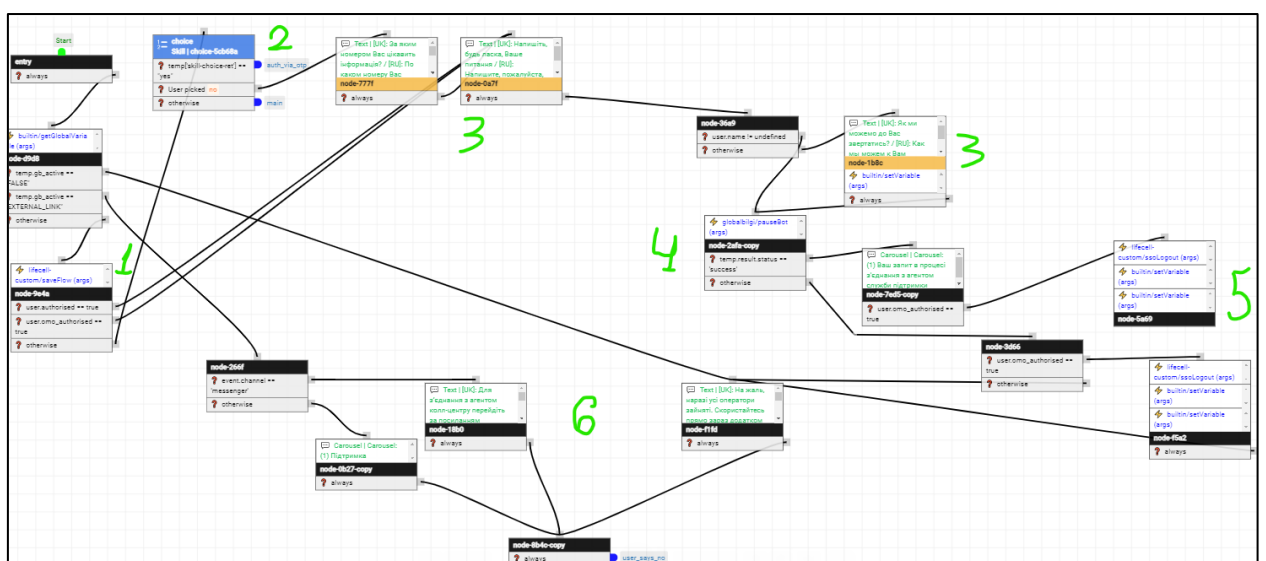 Start
entry
? always
builtin/getGlobalVaria
le (args)
ode-d9d8
? temp.gb_active ==
FALSE'
? temp.gb_active ==
EXTERNAL_LINK'
? otherwise
1
lifecell-
custom/saveFlow (args)
node-9e4a
? user.authorised == true
? user.omo_authorised ==
true
? otherwise
choice
Skill | choice-5cb68a
2
? temp[skill-choice-ret] ==
"yes"
auth_via_otp
? User picked no
? otherwise
main
Text | [UK]: За яким
номером Вас цікавить
інформація? / [RU]: По
каком номеру Вас
node-777f
? always
Text | [UK]: Напишіть,
будь ласка, Ваше
питання / [RU]:
Напишите, пожалуйста,
node-0a7f
? always
3
node-36a9
? user.name != undefined
? otherwise
Text | [UK]: Як ми
можемо до Вас
звертатись? / [RU]: Как
мы можем к Вам
node-1b8c
builtin/setVariable
(args)
? always
3
4
globalbilgi/pauseBot
(args)
node-2afa-copy
? temp.result.status ==
'success'
? otherwise
Carousel | Carousel:
(1) Ваш запит в процесі
з'єднання з агентом
служби підтримки
node-7ed5-copy
? user.omo_authorised ==
true
lifecell-
custom/ssoLogout (args)
builtin/setVariable
(args)
builtin/setVariable
(args)
node-5a69
5
node-3d66
? user.omo_authorised ==
true
? otherwise
lifecell-
custom/ssoLogout (args)
builtin/setVariable
(args)
builtin/setVariable
(args)
node-f5a2
? always
node-266f
? event.channel ==
'messenger'
? otherwise
Text | [UK]: Для
з'єднання з агентом
колл-центру перейдіть
за посиланням
node-18b0
? always
6
Text | [UK]: На жаль,
наразі усі оператори
зайняті. Скористайтесь
прямо зараз додатком
node-f1fd
? always
Carousel | Carousel:
(1) Підтримка
node-0b27-copy
? always
node-8b4c-copy
? always
user_says_no